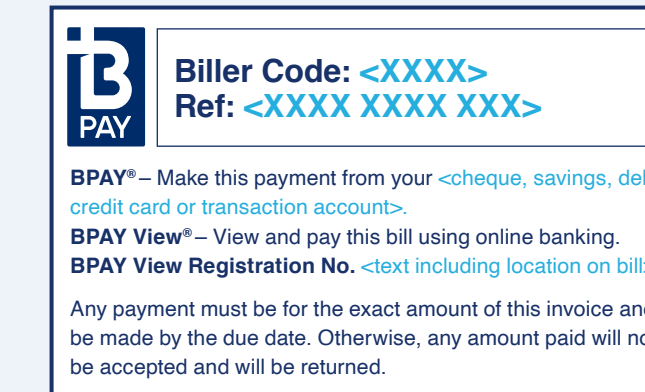 B
PAY
Biller Code: <XXXX>
Ref: <XXXX XXXX XXX>
BPAY® – Make this payment from your <cheque, savings,
credit card or transaction account>.
BPAY View® – View and pay this bill using online banking.
BPAY View Registration No. <text including location on bill
Any payment must be for the exact amount of this invoice
be made by the due date. Otherwise, any amount paid will
be accepted and will be returned.